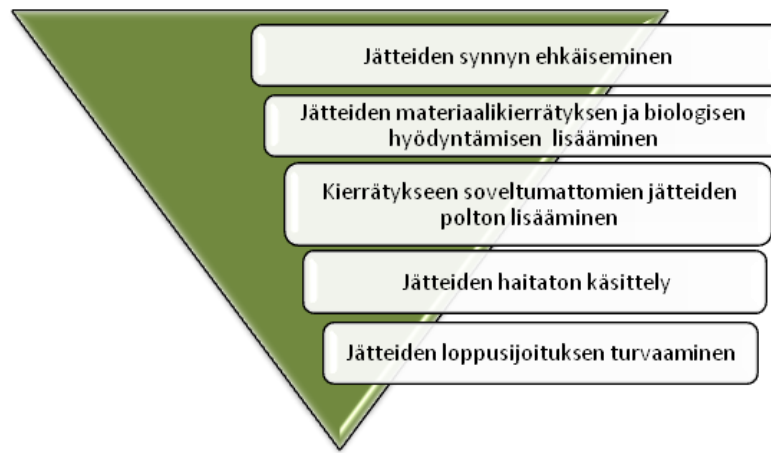 Jätteiden synnyn ehkäiseminen
Jätteiden materiaalikierrätyksen ja biologisen
hyödyntämisen lisääminen
Kierrätykseen soveltumattomien jätteiden
polton lisääminen
Jätteiden haitaton käsittely
Jätteiden loppusijoituksen turvaaminen